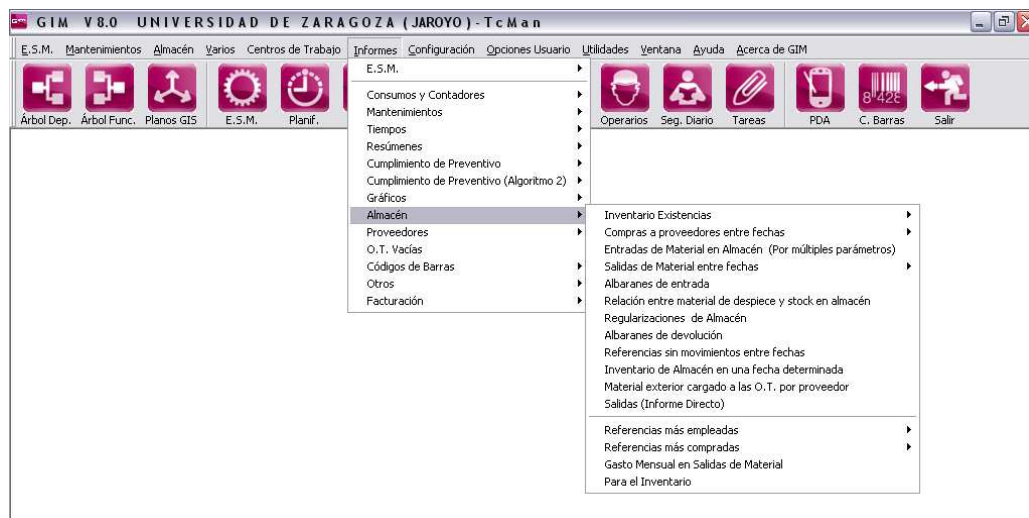 GIM V 8.0 UNIVERSIDAD DE ZARAGOZA (JAROYO) - TcMan
E.S.M. Mantenimientos Almacén Varios Centros de Trabajo Informes Configuración Opciones Usuario Utilidades Ventana Ayuda Acerca de GIM
Árbol Dep. Árbol Func. Planos GIS E.S.M. Planif. Operarios Seg. Diario Tareas PDA C. Barras Salir
E.S.M.
Consumos y Contadores
Mantenimientos
Tiempos
Resúmenes
Cumplimiento de Preventivo
Cumplimiento de Preventivo (Algoritmo 2)
Gráficos
Almacén
Proveedores
O.T. Vacías
Códigos de Barras
Otros
Facturación
Inventario Existencias
Compras a proveedores entre fechas
Entradas de Material en Almacén (Por múltiples parámetros)
Salidas de Material entre fechas
Albaranes de entrada
Relación entre material de despiece y stock en almacén
Regularizaciones de Almacén
Albaranes de devolución
Referencias sin movimientos entre fechas
Inventario de Almacén en una fecha determinada
Material exterior cargado a las O.T. por proveedor
Salidas (Informe Directo)
Referencias más empleadas
Referencias más compradas
Gasto Mensual en Salidas de Material
Para el Inventario